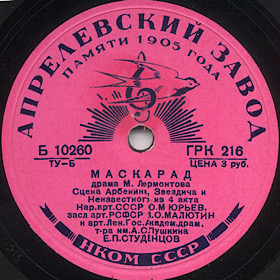 АПРЕЛЕВСКИЙ ЗАВОД
ПАМЯТИ 1905 ГОДА
Б 10260
ГРК 216
ТУ-Б
ЦЕНА 3 руб.
МАСКАРАД
драма М. Лермонтова
Сцена Арбенина, Звездича и
Неизвестного из 4 акта
Нар.арт.СССР Ю.М.ЮРЬЕВ,
засл.арт.РСФСР Я.О.МАЛЮТИН
и арт.Лен.Гос.Академ.драм.
т-ра им.А.С.Пушкина
Е.П.СТУДЕНЦОВ
НКОМ СССР